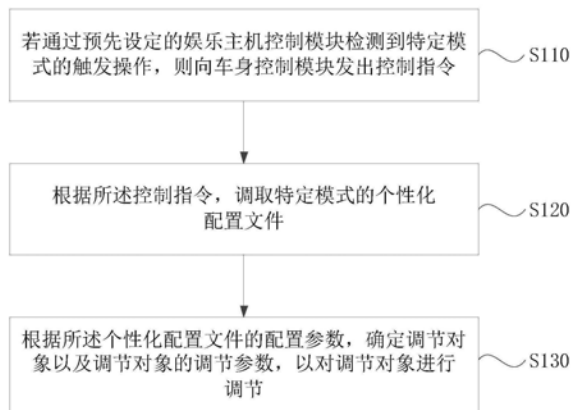 若通过预先设定的娱乐主机控制模块检测到特定模
式的触发操作，则向车身控制模块发出控制指令
S110
根据所述控制指令，调取特定模式的个性化
配置文件
S120
根据所述个性化配置文件的配置参数，确定调节对
象以及调节对象的调节参数，以对调节对象进行
调节
S130